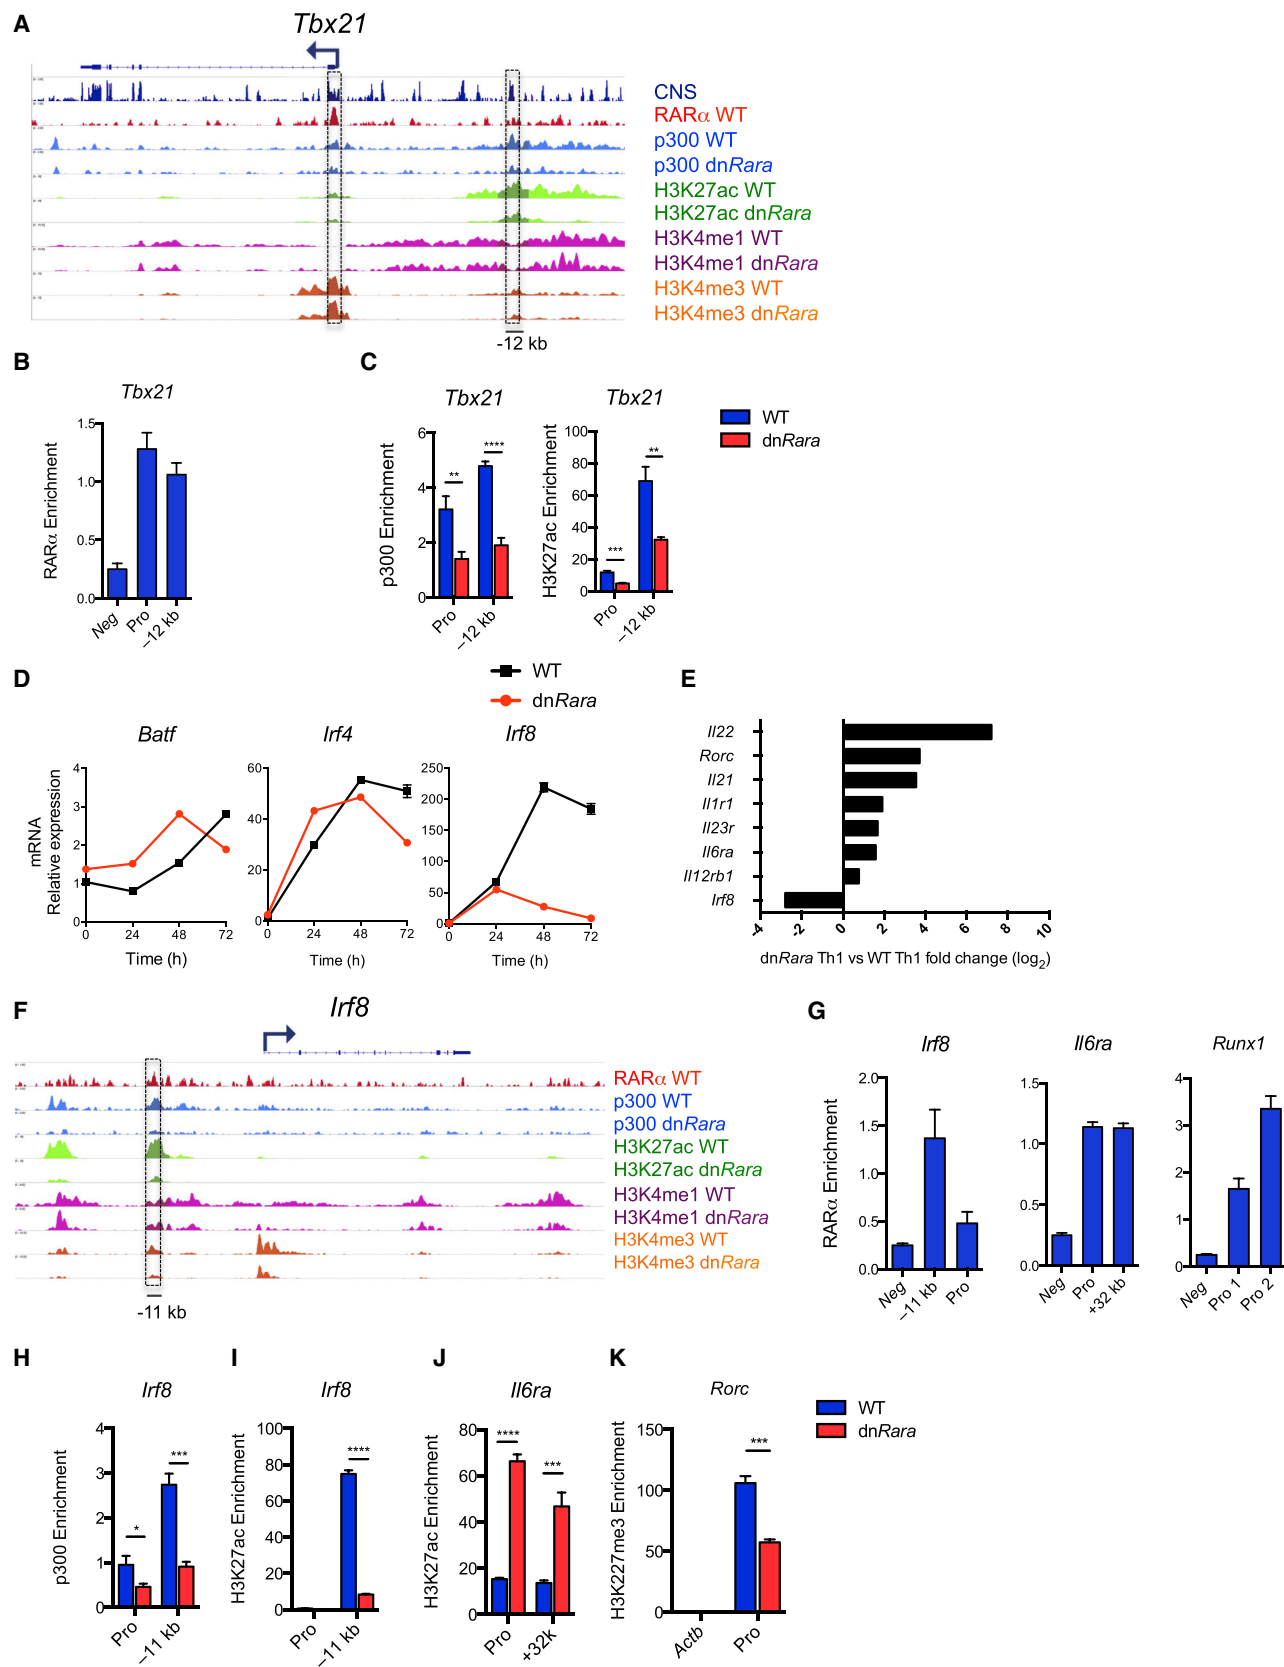 A
Tbx21
CNS
RARα WT
p300 WT
p300 dnRara
H3K27ac WT
H3K27ac dnRara
H3K4me1 WT
H3K4me1 dnRara
H3K4me3 WT
H3K4me3 dnRara
-12 kb
B
Tbx21
RARα Enrichment
1.5
1.0
0.5
0.0
Neg
Pro
–12 kb
C
Tbx21
p300 Enrichment
6
4
2
0
**
****
Pro
–12 kb
Tbx21
H3K27ac Enrichment
100
80
60
40
20
0
***
**
Pro
–12 kb
WT
dnRara
D
WT
dnRara
Batf
mRNA
Relative expression
4
3
2
1
0
0 24 48 72
Time (h)
Irf4
60
40
20
0
0 24 48 72
Time (h)
Irf8
250
200
150
100
50
0
0 24 48 72
Time (h)
E
Il22
Rorc
Il21
Il1r1
Il23r
Il6ra
Il12rb1
Irf8
-4 -2 0 2 4 6 8 10
dnRara Th1 vs WT Th1 fold change (log2)
F
Irf8
RARα WT
p300 WT
p300 dnRara
H3K27ac WT
H3K27ac dnRara
H3K4me1 WT
H3K4me1 dnRara
H3K4me3 WT
H3K4me3 dnRara
-11 kb
G
Irf8
RARα Enrichment
2.0
1.5
1.0
0.5
0.0
Neg
–11 kb
Pro
Il6ra
1.5
1.0
0.5
0.0
Neg
Pro
+32 kb
Runx1
4
3
2
1
0
Neg
Pro 1
Pro 2
H
Irf8
p300 Enrichment
4
3
2
1
0
*
***
Pro
–11 kb
I
Irf8
H3K27ac Enrichment
100
80
60
40
20
0
****
Pro
–11 kb
J
Il6ra
H3K27ac Enrichment
80
60
40
20
0
****
***
Pro
+32k
K
Rorc
H3K227me3 Enrichment
150
100
50
0
***
Actb
Pro
WT
dnRara